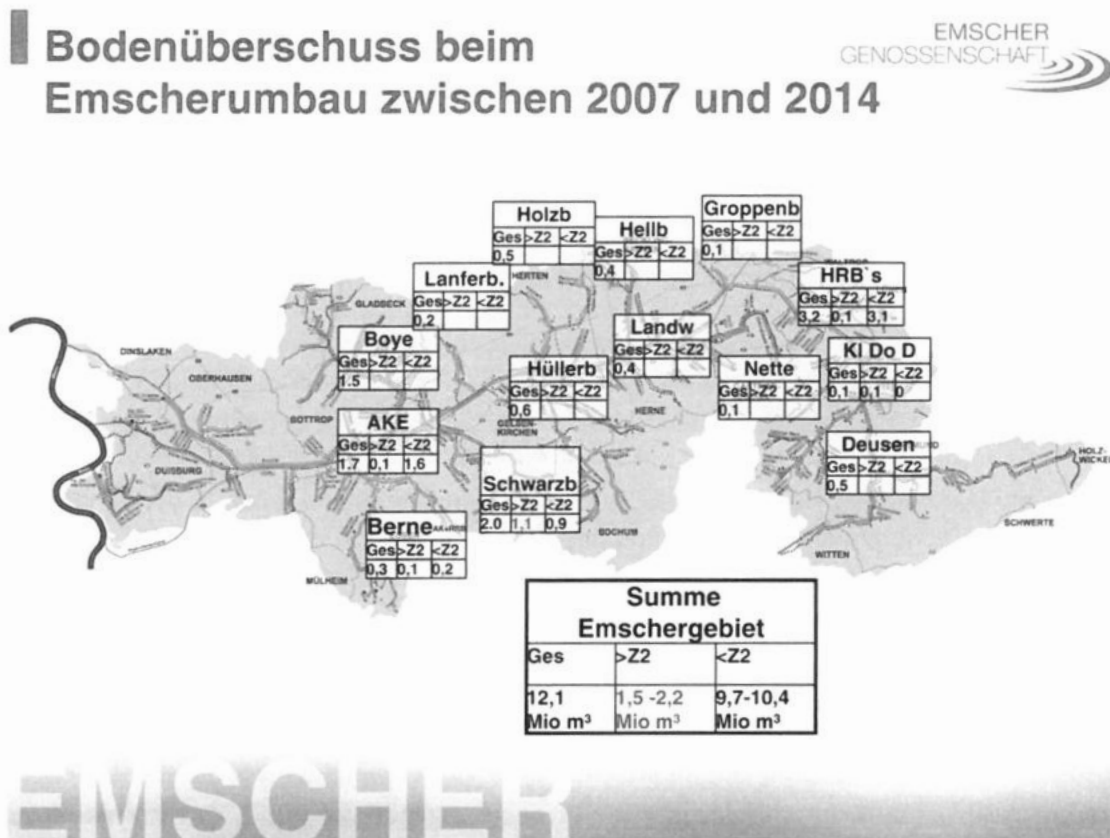 Bodenüberschuss beim
Emscherumbau zwischen 2007 und 2014
EMSCHER
GENOSSENSCHAFT
Holzb
Ges >Z2 <Z2
0,5
Hellb
Ges >Z2 <Z2
0,4
Groppenb
Ges >Z2 <Z2
0,1
Lanferb.
Ges >Z2 <Z2
0,2
HERTEN
HRB`s
Ges >Z2 <Z2
3,2 0,1 3,1
GLADBECK
Boye
Ges >Z2 <Z2
1.5
Landw
Ges >Z2 <Z2
0,4
DINSLAKEN
OBERHAUSEN
Hüllerb
Ges >Z2 <Z2
0,6
Nette
Ges >Z2 <Z2
0,1
Kl Do D
Ges >Z2 <Z2
0,1 0,1 0
BOTTROP
AKE
Ges >Z2 <Z2
1.7 0,1 1,6
GELSEN-
KIRCHEN
HERNE
Deusen
Ges >Z2 <Z2
0,5
DUISBURG
Schwarzb
Ges >Z2 <Z2
2.0 1,1 0,9
HOLZ-
WICKEDE
Berne
Ges >Z2 <Z2
0,3 0,1 0,2
BOCHUM
SCHWERTE
WITTEN
MÜLHEIM
Summe
Emschergebiet
Ges >Z2 <Z2
12,1 1,5 -2,2 9,7-10,4
Mio m³ Mio m³ Mio m³
EMSCHER